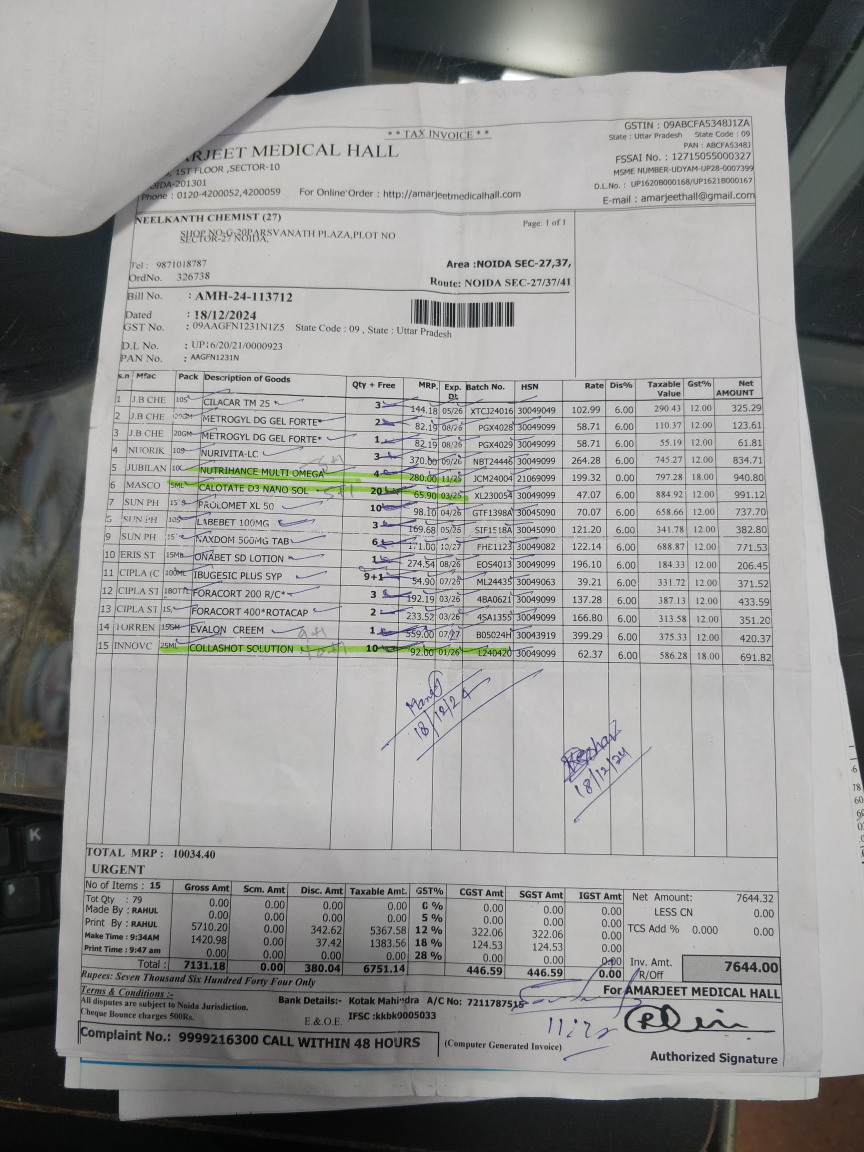 ** TAX INVOICE **
GSTIN : 09ABCFA5348J1ZA
State : Uttar Pradesh State Code : 09
PAN : ABCFA5348J
FSSAI No. : 12715055000327
MSME NUMBER-UDYAM-UP28-0007399
D.L.No. : UP1620B000168/UP1621B000167
E-mail : amarjeethall@gmail.com
ARJEET MEDICAL HALL
, 1ST FLOOR ,SECTOR-10
OIDA-201301
Phone : 0120-4200052,4200059 For Online Order : http://amarjeetmedicalhall.com
NEELKANTH CHEMIST (27) Page: 1 of 1
SHOP NO-G-20PARSVANATH PLAZA,PLOT NO
SECTOR-27 NOIDA,
Tel : 9871018787 Area :NOIDA SEC-27,37,
OrdNo. 326738 Route: NOIDA SEC-27/37/41
Bill No. : AMH-24-113712
Dated : 18/12/2024
GST No. : 09AAGFN1231N1Z5 State Code : 09 , State : Uttar Pradesh
D.L No. : UP16/20/21/0000923
PAN No. : AAGFN1231N
s.n Mfac Pack Description of Goods Qty + Free MRP. Exp. Dt. Batch No. HSN Rate Dis% Taxable Value Gst% Net AMOUNT
1 J.B CHE 10S CILACAR TM 25 3 144.18 05/26 XTCJ24016 30049049 102.99 6.00 290.43 12.00 325.29
2 J.B CHE 20GM METROGYL DG GEL FORTE* 2 82.19 08/26 PGX4028 30049099 58.71 6.00 110.37 12.00 123.61
3 J.B CHE 20GM METROGYL DG GEL FORTE* 1 82.19 08/26 PGX4029 30049099 58.71 6.00 55.19 12.00 61.81
4 NUORIK 10S NURIVITA-LC 3 370.00 09/26 NBT24446 30049099 264.28 6.00 745.27 12.00 834.71
5 JUBILAN 10C NUTRIHANCE MULTI OMEGA 4 280.00 11/25 JCM24004 21069099 199.32 0.00 797.28 18.00 940.80
6 MASCO 5ML CALOTATE D3 NANO SOL 20 65.90 03/25 XL230054 30049099 47.07 6.00 884.92 12.00 991.12
7 SUN PH 15'S PROLOMET XL 50 10 98.10 04/26 GTF1398A 30045090 70.07 6.00 658.66 12.00 737.70
SUN PH 10S LABEBET 100MG 3 169.68 05/26 SIF1518A 30045090 121.20 6.00 341.78 12.00 382.80
9 SUN PH 15 NAXDOM 500MG TAB 6 171.00 10/27 FHE1123 30049082 122.14 6.00 688.87 12.00 771.53
10 ERIS ST 15MB ONABET SD LOTION 1 274.54 08/26 EOS4013 30049099 196.10 6.00 184.33 12.00 206.45
11 CIPLA (C 100ML IBUGESIC PLUS SYP 9+1 54.90 07/26 ML24435 30049063 39.21 6.00 331.72 12.00 371.52
12 CIPLA ST 1BOTTL FORACORT 200 R/C* 3 192.19 03/26 4BA0621 30049099 137.28 6.00 387.13 12.00 433.59
13 CIPLA ST 1S FORACORT 400*ROTACAP 2 233.52 03/26 4SA1355 30049099 166.80 6.00 313.58 12.00 351.20
14 TORREN 15GM EVALON CREEM 1 559.00 07/27 B05024H 30043919 399.29 6.00 375.33 12.00 420.37
15 INNOVC 25ML COLLASHOT SOLUTION 10 92.00 01/26 L240420 30049099 62.37 6.00 586.28 18.00 691.82
18/12/24
18/12/24
TOTAL MRP : 10034.40
URGENT
No of Items : 15 Gross Amt Scm. Amt Disc. Amt Taxable Amt. GST% CGST Amt SGST Amt IGST Amt Net Amount: 7644.32
Tot Qty : 79 0.00 0.00 0.00 0.00 0 % 0.00 0.00 0.00 LESS CN 0.00
Made By : RAHUL 0.00 0.00 0.00 0.00 5 % 0.00 0.00 0.00 TCS Add % 0.000 0.00
Print By : RAHUL 5710.20 0.00 342.62 5367.58 12 % 322.06 322.06 0.00
Make Time : 9:34AM 1420.98 0.00 37.42 1383.56 18 % 124.53 124.53 0.00
Print Time : 9:47 am 0.00 0.00 0.00 0.00 28 % 0.00
Total : 7131.18 0.00 380.04 6751.14 446.59 446.59 0.00 Inv. Amt. R/Off 7644.00
Rupees: Seven Thousand Six Hundred Forty Four Only
For AMARJEET MEDICAL HALL
Terms & Conditions :-
All disputes are subject to Noida Jurisdiction.
Cheque Bounce charges 500Rs.
Bank Details:- Kotak Mahindra A/C No: 7211787515
E.&.O.E. IFSC :kkbk0005033
Complaint No.: 9999216300 CALL WITHIN 48 HOURS
(Computer Generated Invoice)
Authorized Signature
K